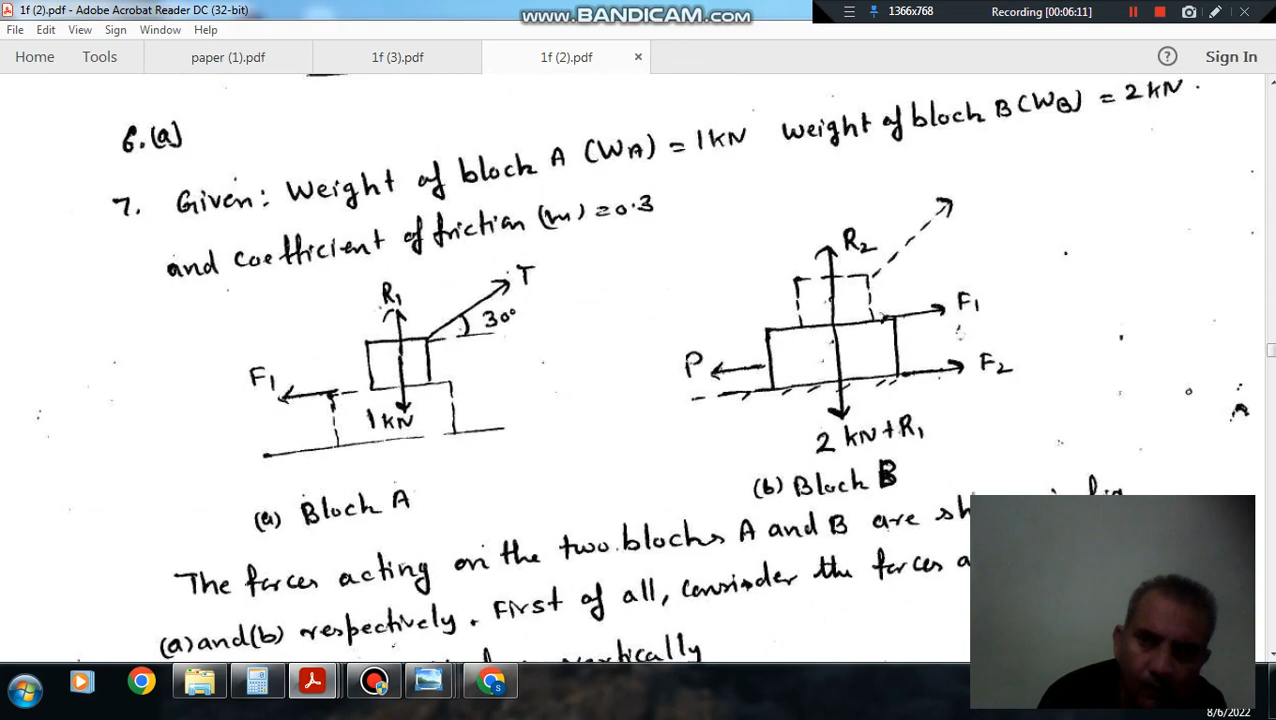 1f (2).pdf - Adobe Acrobat Reader DC (32-bit)
www.BANDICAM.com
1366x768
Recording [00:06:11]
File Edit View Sign Window Help
Home Tools paper (1).pdf 1f (3).pdf 1f (2).pdf × Sign In
6.(a)
7. Given: Weight of block A (WA) = 1kN Weight of block B (WB) = 2 kN.
and coefficient of friction (m) = 0.3
R1
T
30°
F1
1 kN
(a) Block A
R2
F1
P
F2
2 kN + R1
(b) Block B
The forces acting on the two blocks A and B are
(a) and (b) respectively. First of all, consider the forces
vertically
8/6/2022